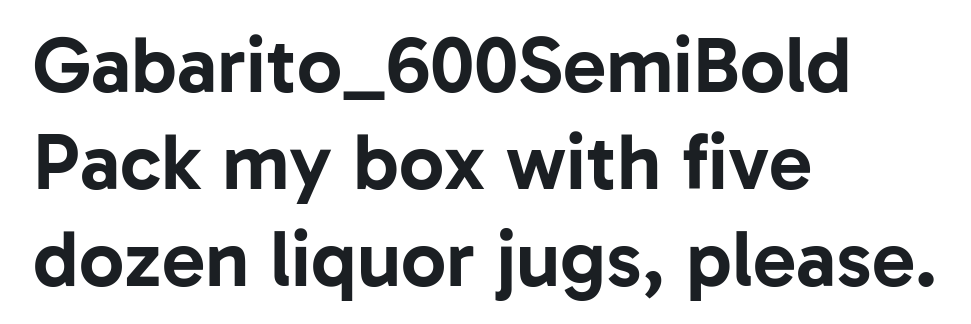 Gabarito_600SemiBold
Pack my box with five
dozen liquor jugs, please.